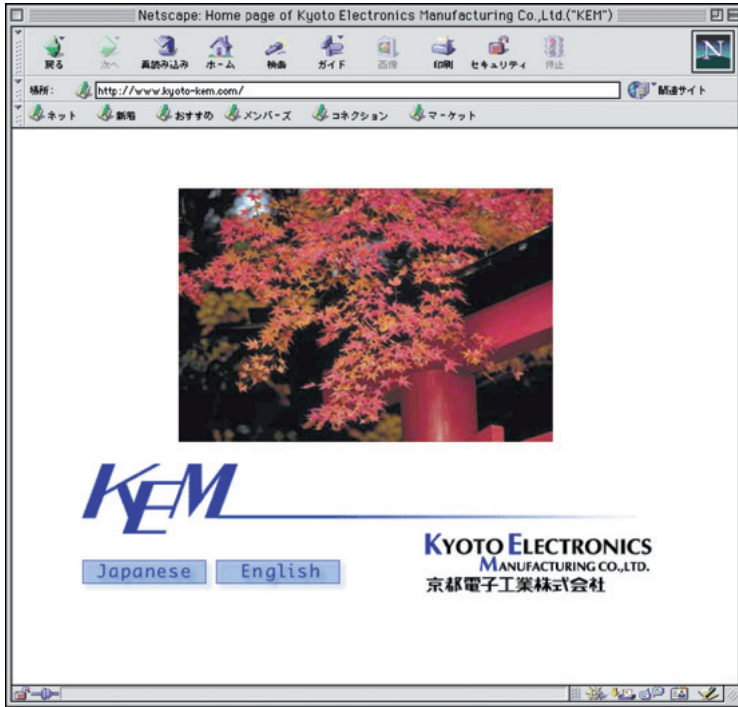 Netscape: Home page of Kyoto Electronics Manufacturing Co.,Ltd.("KEM")
戻る 次へ 再読み込み ホーム 検索 ガイド 画像 印刷 セキュリティ 停止
N
場所: http://www.kyoto-kem.com/ 関連サイト
ネット 新着 おすすめ メンバーズ コネクション マーケット
KEM
KYOTO ELECTRONICS
MANUFACTURING CO.,LTD.
京都電子工業株式会社
Japanese English